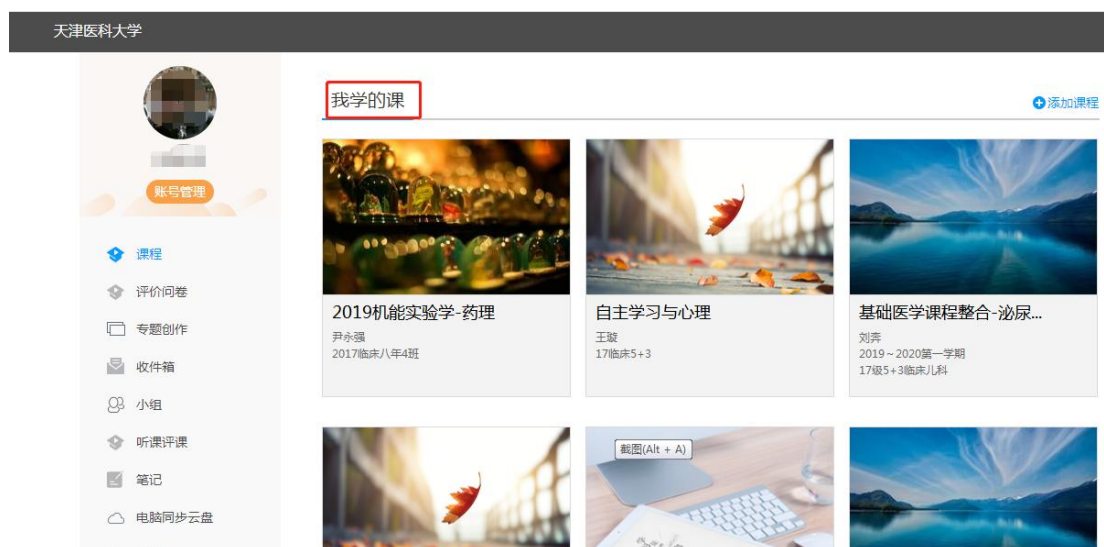 天津医科大学
账号管理
课程
评价问卷
专题创作
收件箱
小组
听课评课
笔记
电脑同步云盘
我学的课
添加课程
2019机能实验学-药理
尹永强
2017临床八年4班
自主学习与心理
王璇
17临床5+3
基础医学课程整合-泌尿...
刘奔
2019～2020第一学期
17级5+3临床儿科
截图(Alt + A)